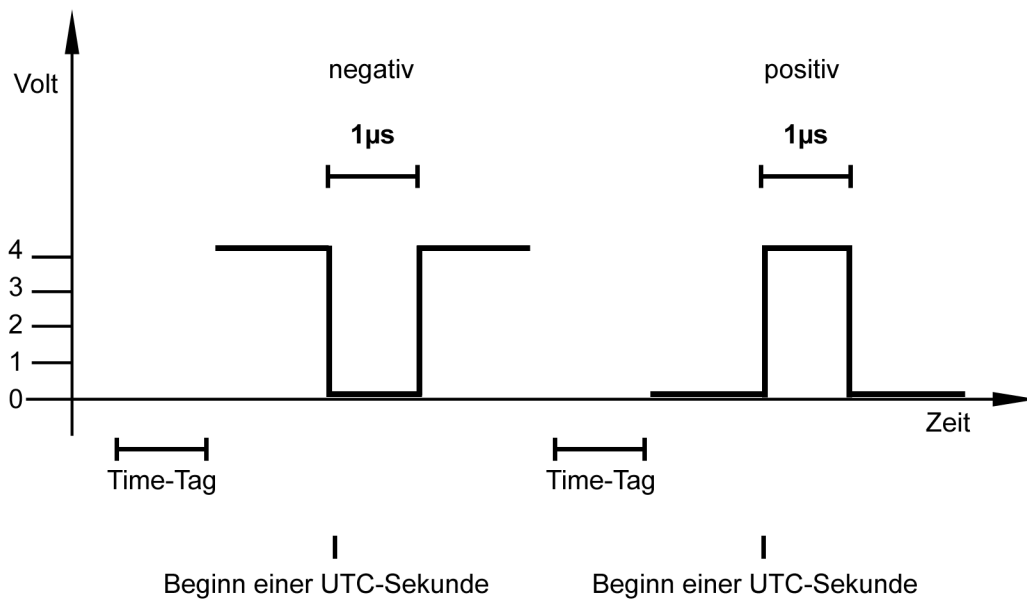 Volt
negativ
positiv
1µs
1µs
4
3
2
1
0
Zeit
Time-Tag
Time-Tag
Beginn einer UTC-Sekunde
Beginn einer UTC-Sekunde